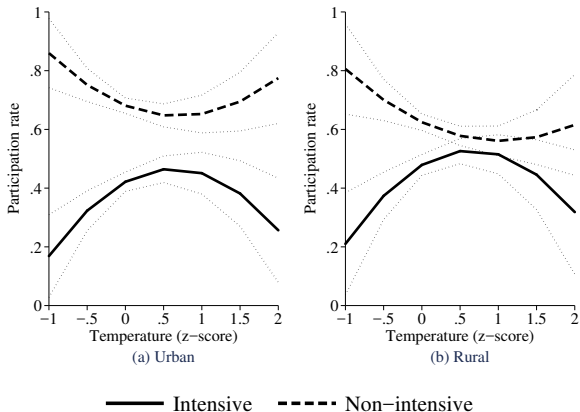 Participation rate
1
.8
.6
.4
.2
0
−1 −.5 0 .5 1 1.5 2
Temperature (z−score)
(a) Urban
Participation rate
1
.8
.6
.4
.2
0
−1 −.5 0 .5 1 1.5 2
Temperature (z−score)
(b) Rural
Intensive Non−intensive